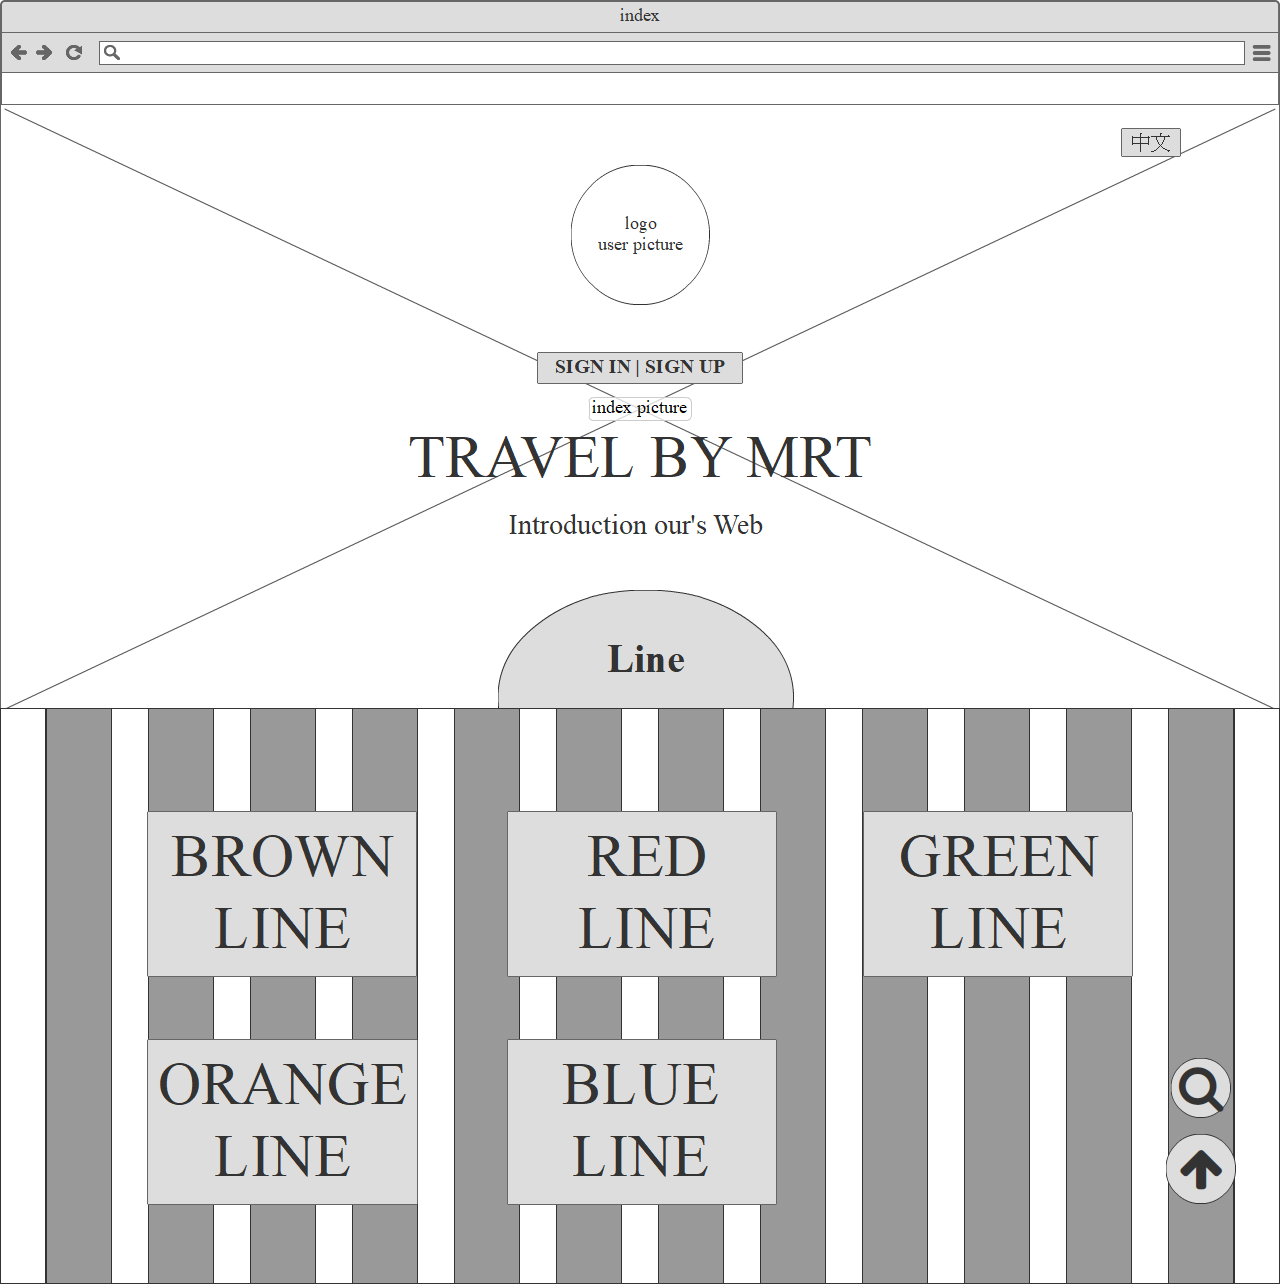 index
中文
logo
user picture
SIGN IN | SIGN UP
index picture
TRAVEL BY MRT
Introduction our's Web
Line
BROWN
LINE
RED
LINE
GREEN
LINE
ORANGE
LINE
BLUE
LINE